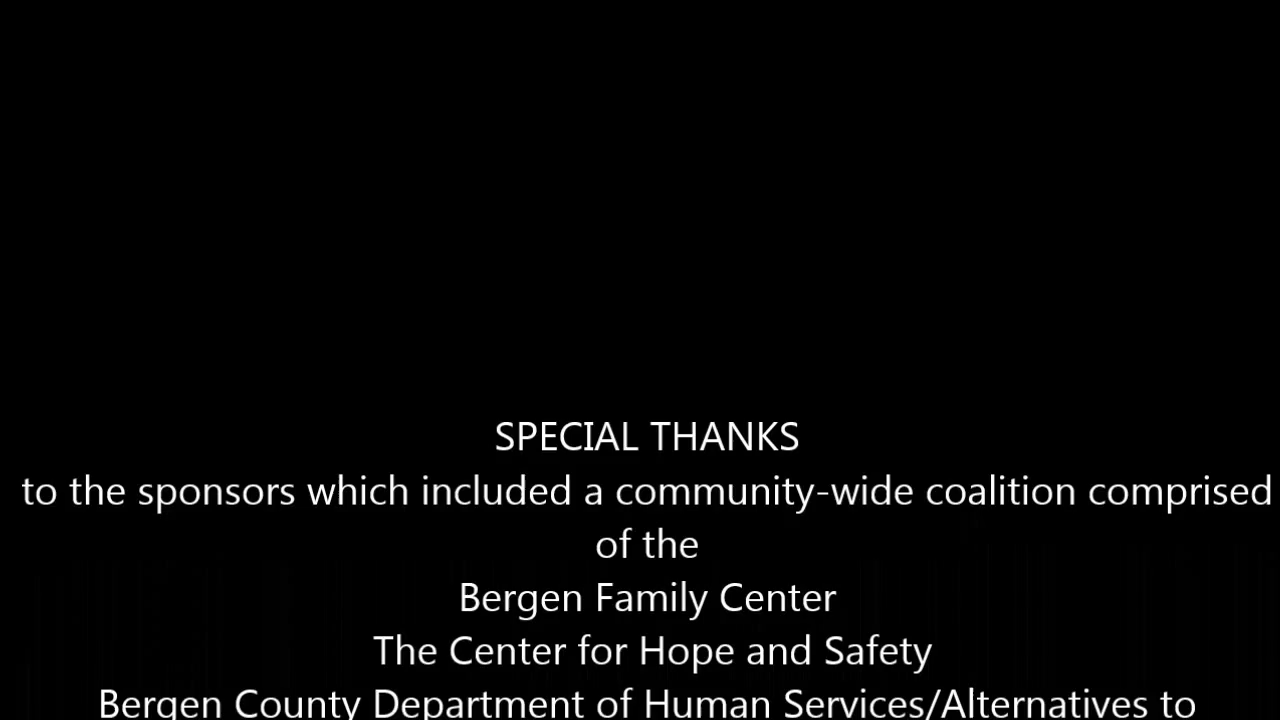 SPECIAL THANKS
to the sponsors which included a community-wide coalition comprised
of the
Bergen Family Center
The Center for Hope and Safety
Bergen County Department of Human Services/Alternatives to